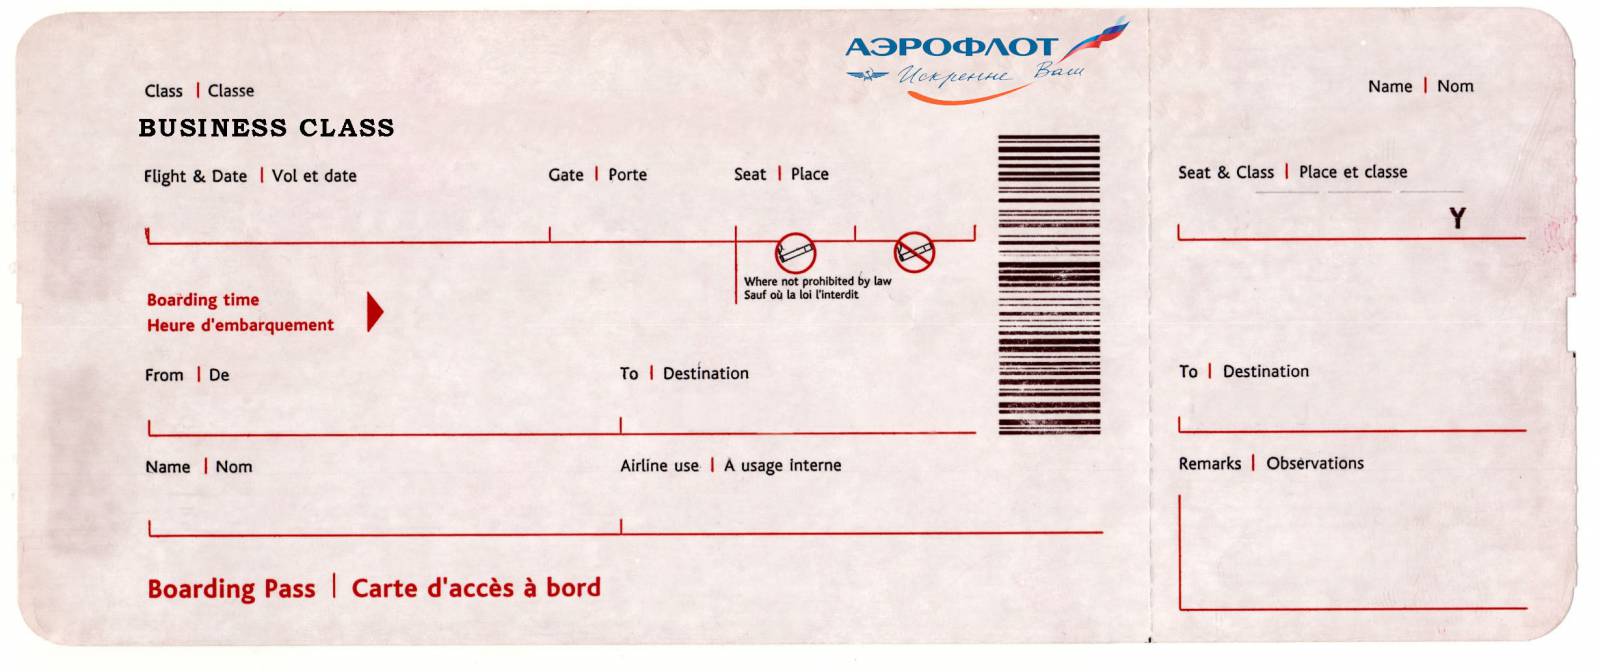 АЭРОФЛОТ
Искренне Ваш
Class | Classe
BUSINESS CLASS
Flight & Date | Vol et date
Gate | Porte
Seat | Place
Where not prohibited by law
Sauf où la loi l'interdit
Boarding time
Heure d'embarquement
From | De
To | Destination
Name | Nom
Airline use | A usage interne
Boarding Pass | Carte d'accès à bord
Name | Nom
Seat & Class | Place et classe
Y
To | Destination
Remarks | Observations